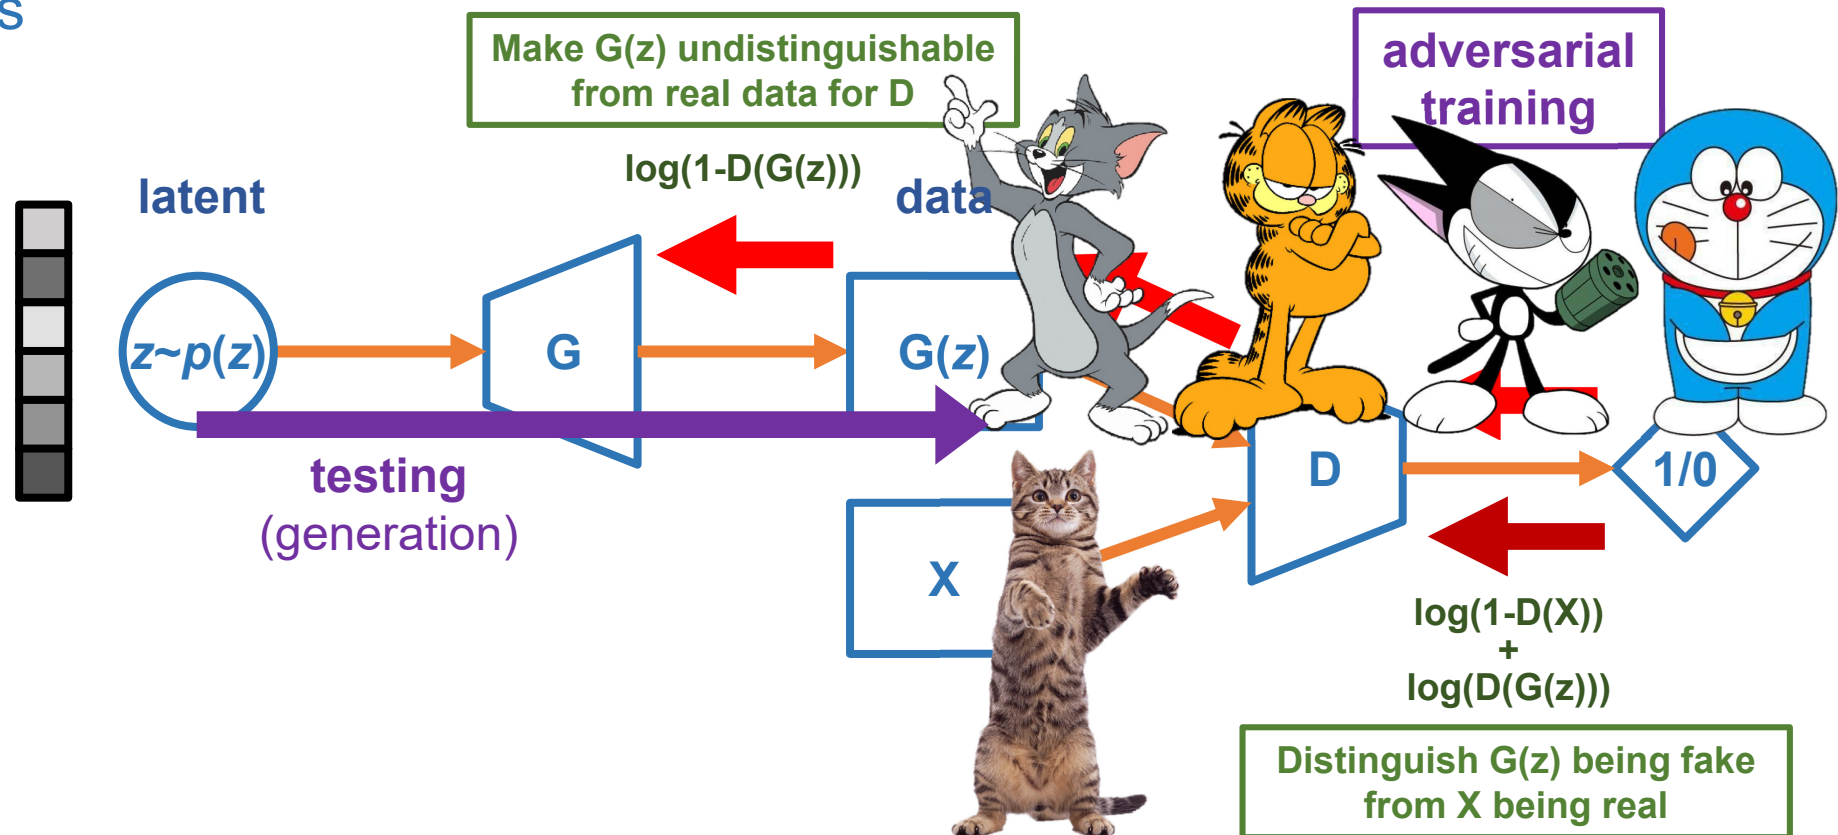 s
Make G(z) undistinguishable
from real data for D
adversarial
training
log(1-D(G(z)))
latent
data
z~p(z)
G
G(z)
testing
(generation)
D
1/0
X
log(1-D(X))
+
log(D(G(z)))
Distinguish G(z) being fake
from X being real